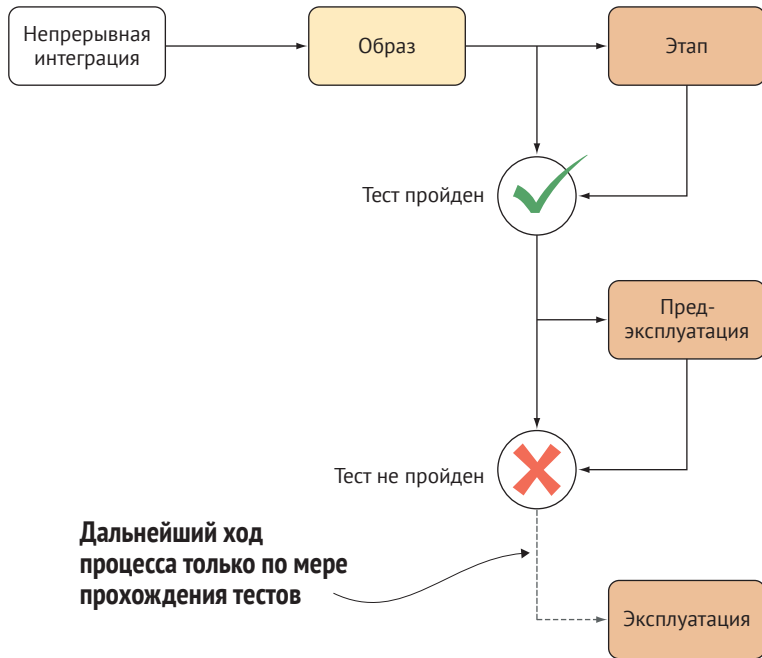 Непрерывная
интеграция
Образ
Этап
Тест пройден
Пред-
эксплуатация
Тест не пройден
Дальнейший ход
процесса только по мере
прохождения тестов
Эксплуатация